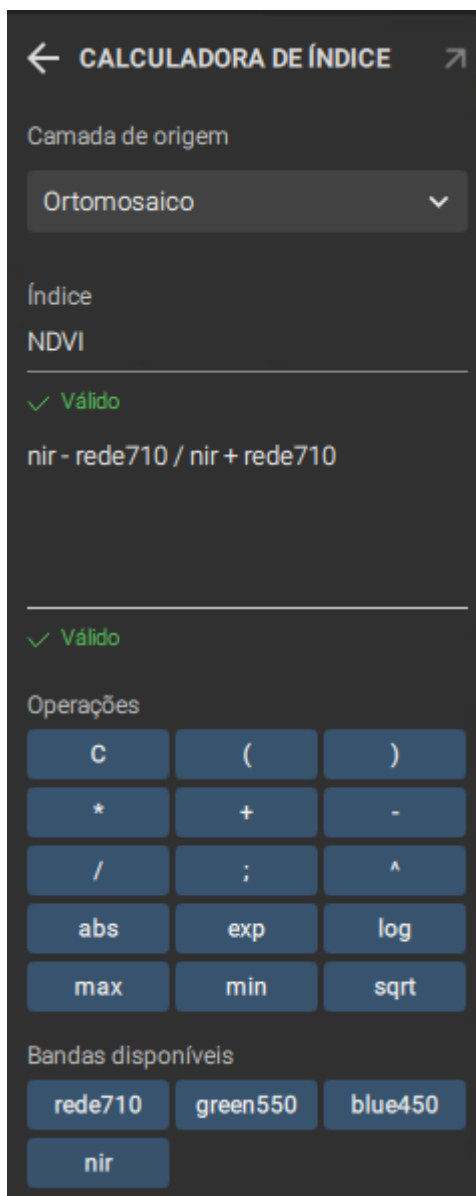 CALCULADORA DE ÍNDICE
Camada de origem
Ortomosaico
Índice
NDVI
Válido
nir - rede710 / nir + rede710
Válido
Operações
C ( )
* + -
/ ; ^
abs exp log
max min sqrt
Bandas disponíveis
rede710 green550 blue450
nir